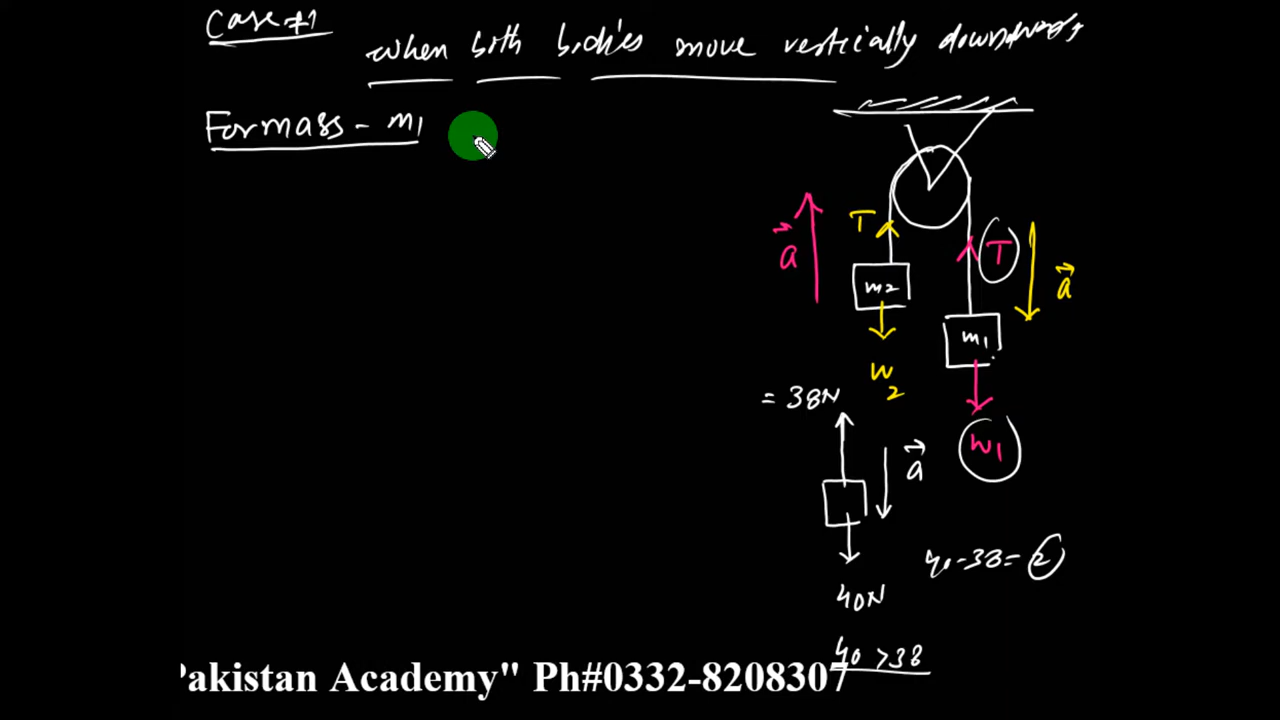 Case #1
when both bodies move vertically downwards
For mass - m1
T
T
a
a
m2
m1
W2
= 38N
W1
a
40-38= 2
40N
40 >38
Pakistan Academy" Ph#0332-8208307